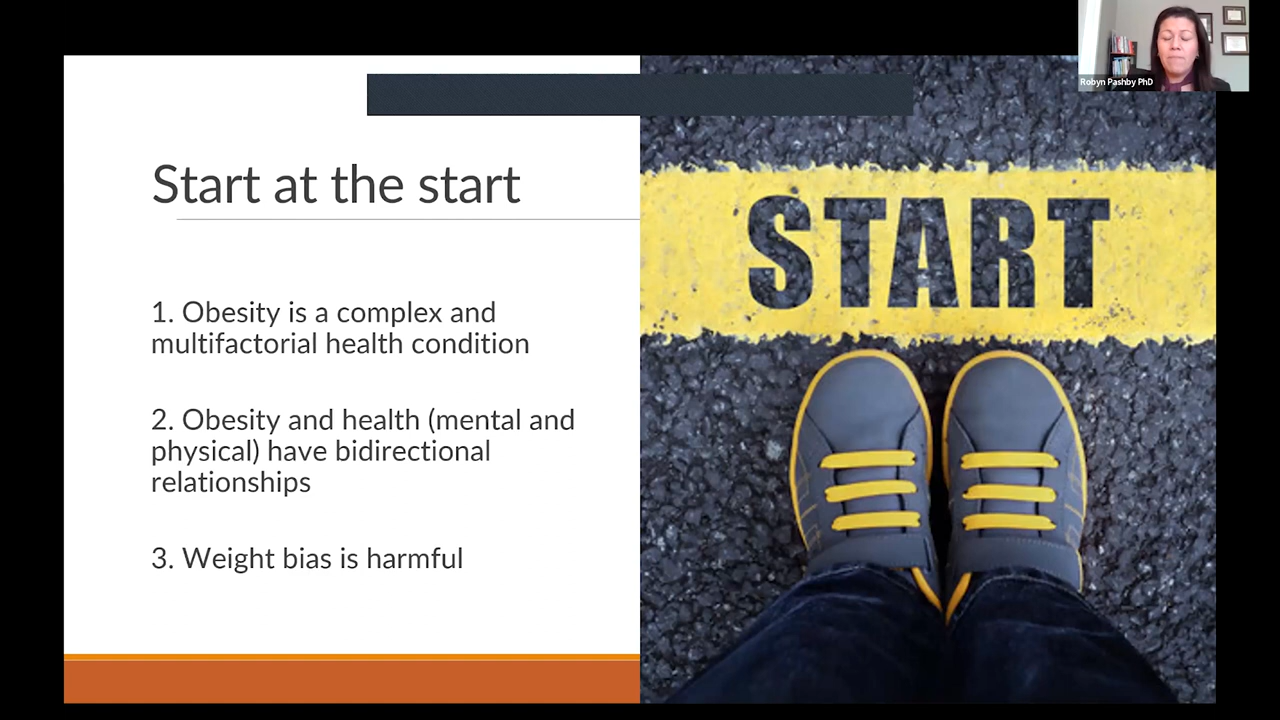 Robyn Pashby PhD
Start at the start
START
1. Obesity is a complex and
multifactorial health condition
2. Obesity and health (mental and
physical) have bidirectional
relationships
3. Weight bias is harmful